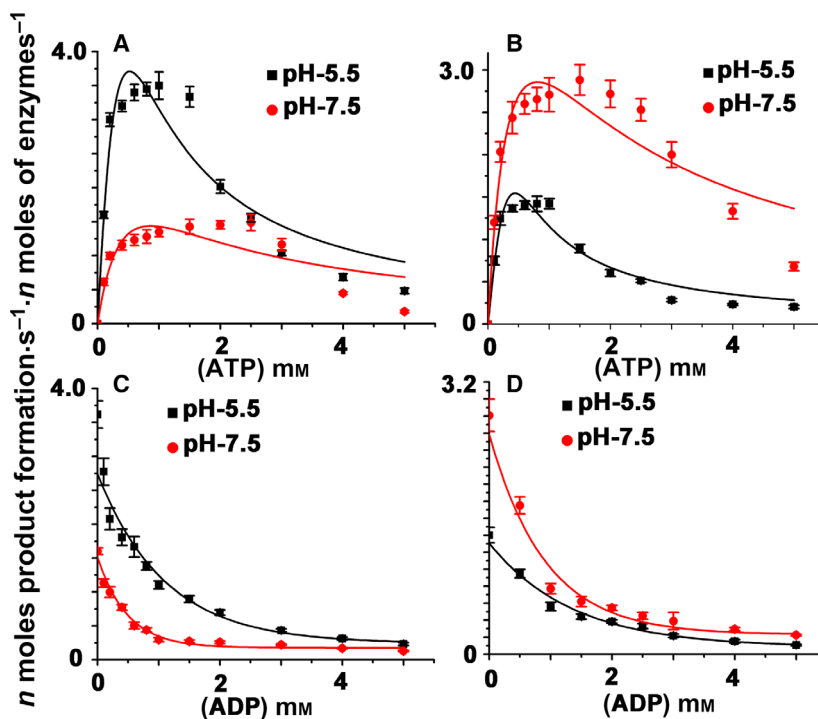 n moles product formation·s⁻¹·n moles of enzymes⁻¹
4.0
A
pH-5.5
pH-7.5
0
0 2 4
(ATP) mM
B
3.0
pH-5.5
pH-7.5
0
0 2 4
(ATP) mM
4.0
C
pH-5.5
pH-7.5
0
0 2 4
(ADP) mM
3.2
D
pH-5.5
pH-7.5
0
0 2 4
(ADP) mM